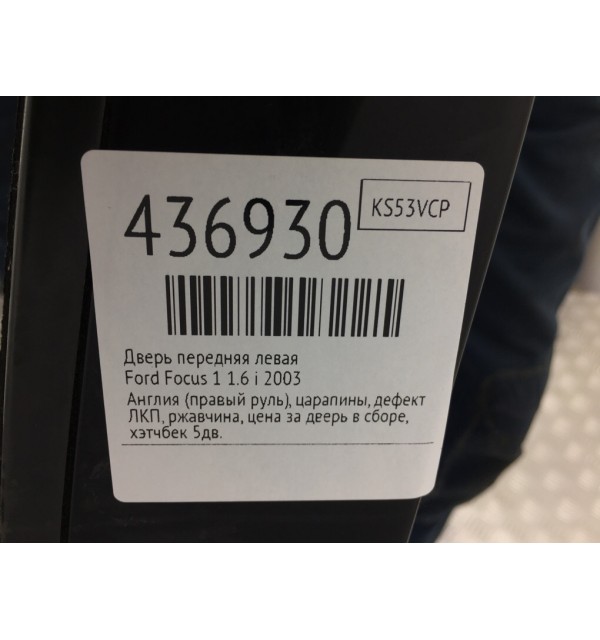 436930
KS53VCP
Дверь передняя левая
Ford Focus 1 1.6 i 2003
Англия (правый руль), царапины, дефект
ЛКП, ржавчина, цена за дверь в сборе,
хэтчбек 5дв.